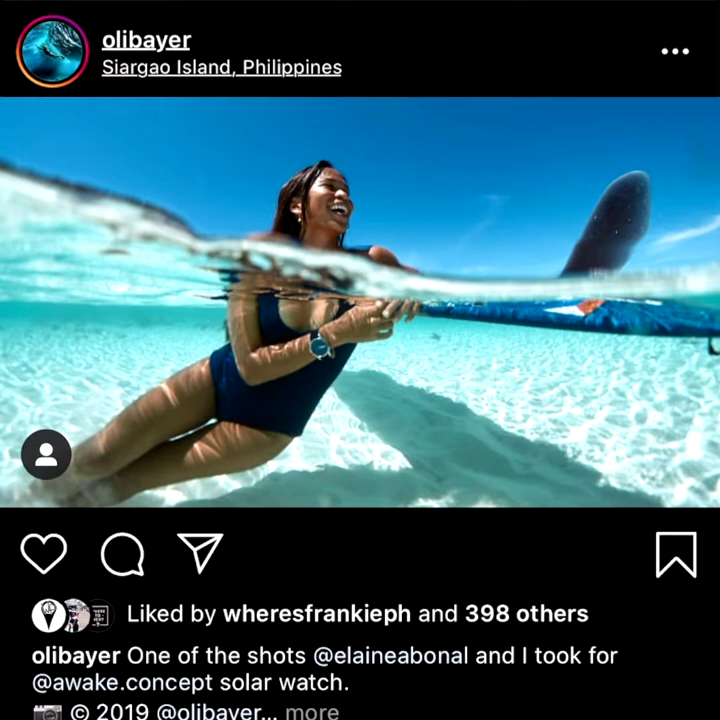 olibayer
Siargao Island, Philippines
Liked by wheresfrankieph and 398 others
olibayer One of the shots @elaineabonal and I took for
@awake.concept solar watch.
📷 © 2019 @olibayer... more